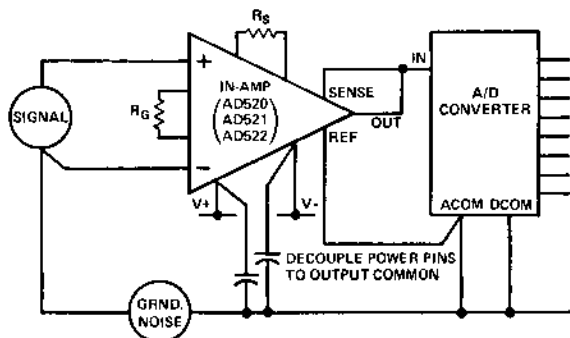 RS
+
IN-AMP
(AD520
AD521
AD522)
SENSE
OUT
REF
IN
A/D
CONVERTER
SIGNAL
RG
−
V+
V-
ACOM DCOM
DECOUPLE POWER PINS
TO OUTPUT COMMON
GRND.
NOISE